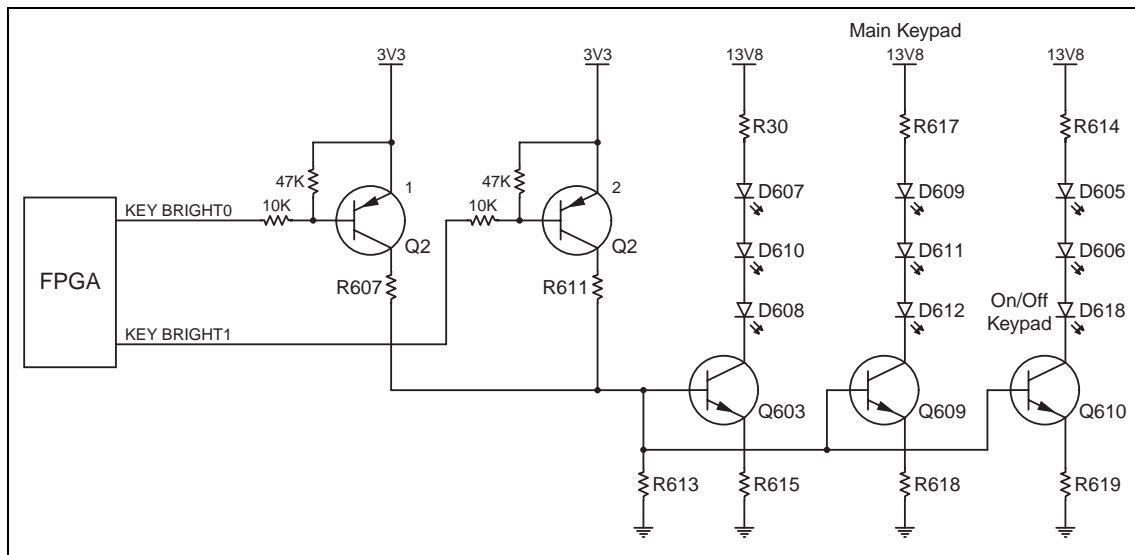 Main Keypad
3V3 3V3 13V8 13V8 13V8
R30 R617 R614
47K 1 47K 2
10K 10K
D607 D609 D605
KEY BRIGHT0
Q2 Q2
D610 D611 D606
FPGA
R607 R611
D608 D612 D618
On/Off
Keypad
KEY BRIGHT1
Q603 Q609 Q610
R613 R615 R618 R619